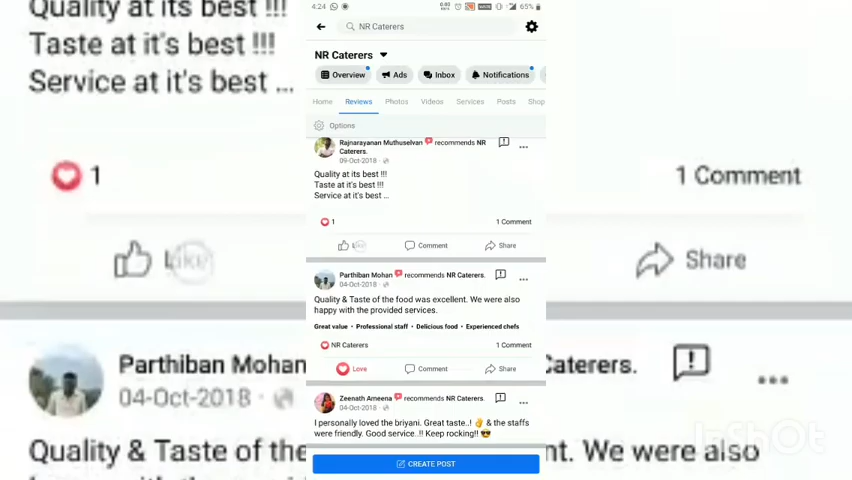 Quality at its best !!!
Taste at it's best !!!
Service at it's best ...
1
1 Comment
Like
Share
Parthiban Mohan
Caterers.
04-Oct-2018
Quality & Taste of the
nt. We were also
4:24
65%
NR Caterers
NR Caterers
Overview
Ads
Inbox
Notifications
Home
Reviews
Photos
Videos
Services
Posts
Shop
Options
Rajnarayanan Muthuselvan recommends NR
Caterers.
09-Oct-2018
Quality at its best !!!
Taste at it's best !!!
Service at it's best ...
1
1 Comment
Like
Comment
Share
Parthiban Mohan recommends NR Caterers.
04-Oct-2018
Quality & Taste of the food was excellent. We were also
happy with the provided services.
Great value • Professional staff • Delicious food • Experienced chefs
NR Caterers
1 Comment
Love
Comment
Share
Zeenath Ameena recommends NR Caterers.
04-Oct-2018
I personally loved the briyani. Great taste..! ✌ & the staffs
were friendly. Good service..!! Keep rocking!! 😎
CREATE POST
InShOt